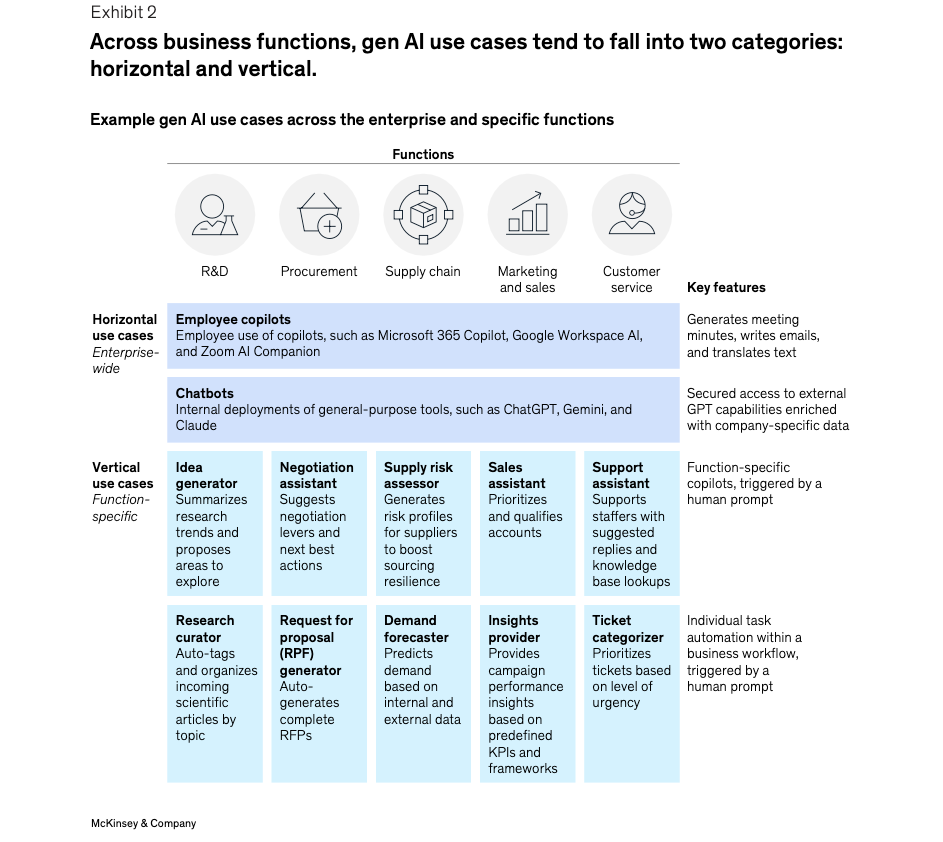 Exhibit 2
Across business functions, gen AI use cases tend to fall into two categories:
horizontal and vertical.
Example gen AI use cases across the enterprise and specific functions
Functions
R&D
Procurement
Supply chain
Marketing
and sales
Customer
service
Key features
Horizontal
use cases
Enterprise-
wide
Employee copilots
Employee use of copilots, such as Microsoft 365 Copilot, Google Workspace AI,
and Zoom AI Companion
Generates meeting
minutes, writes emails,
and translates text
Chatbots
Internal deployments of general-purpose tools, such as ChatGPT, Gemini, and
Claude
Secured access to external
GPT capabilities enriched
with company-specific data
Vertical
use cases
Function-
specific
Idea
generator
Summarizes
research
trends and
proposes
areas to
explore
Negotiation
assistant
Suggests
negotiation
levers and
next best
actions
Supply risk
assessor
Generates
risk profiles
for suppliers
to boost
sourcing
resilience
Sales
assistant
Prioritizes
and qualifies
accounts
Support
assistant
Supports
staffers with
suggested
replies and
knowledge
base lookups
Function-specific
copilots, triggered by a
human prompt
Research
curator
Auto-tags
and organizes
incoming
scientific
articles by
topic
Request for
proposal
(RPF)
generator
Auto-
generates
complete
RFPs
Demand
forecaster
Predicts
demand
based on
internal and
external data
Insights
provider
Provides
campaign
performance
insights
based on
predefined
KPIs and
frameworks
Ticket
categorizer
Prioritizes
tickets based
on level of
urgency
Individual task
automation within a
business workflow,
triggered by a
human prompt
McKinsey & Company